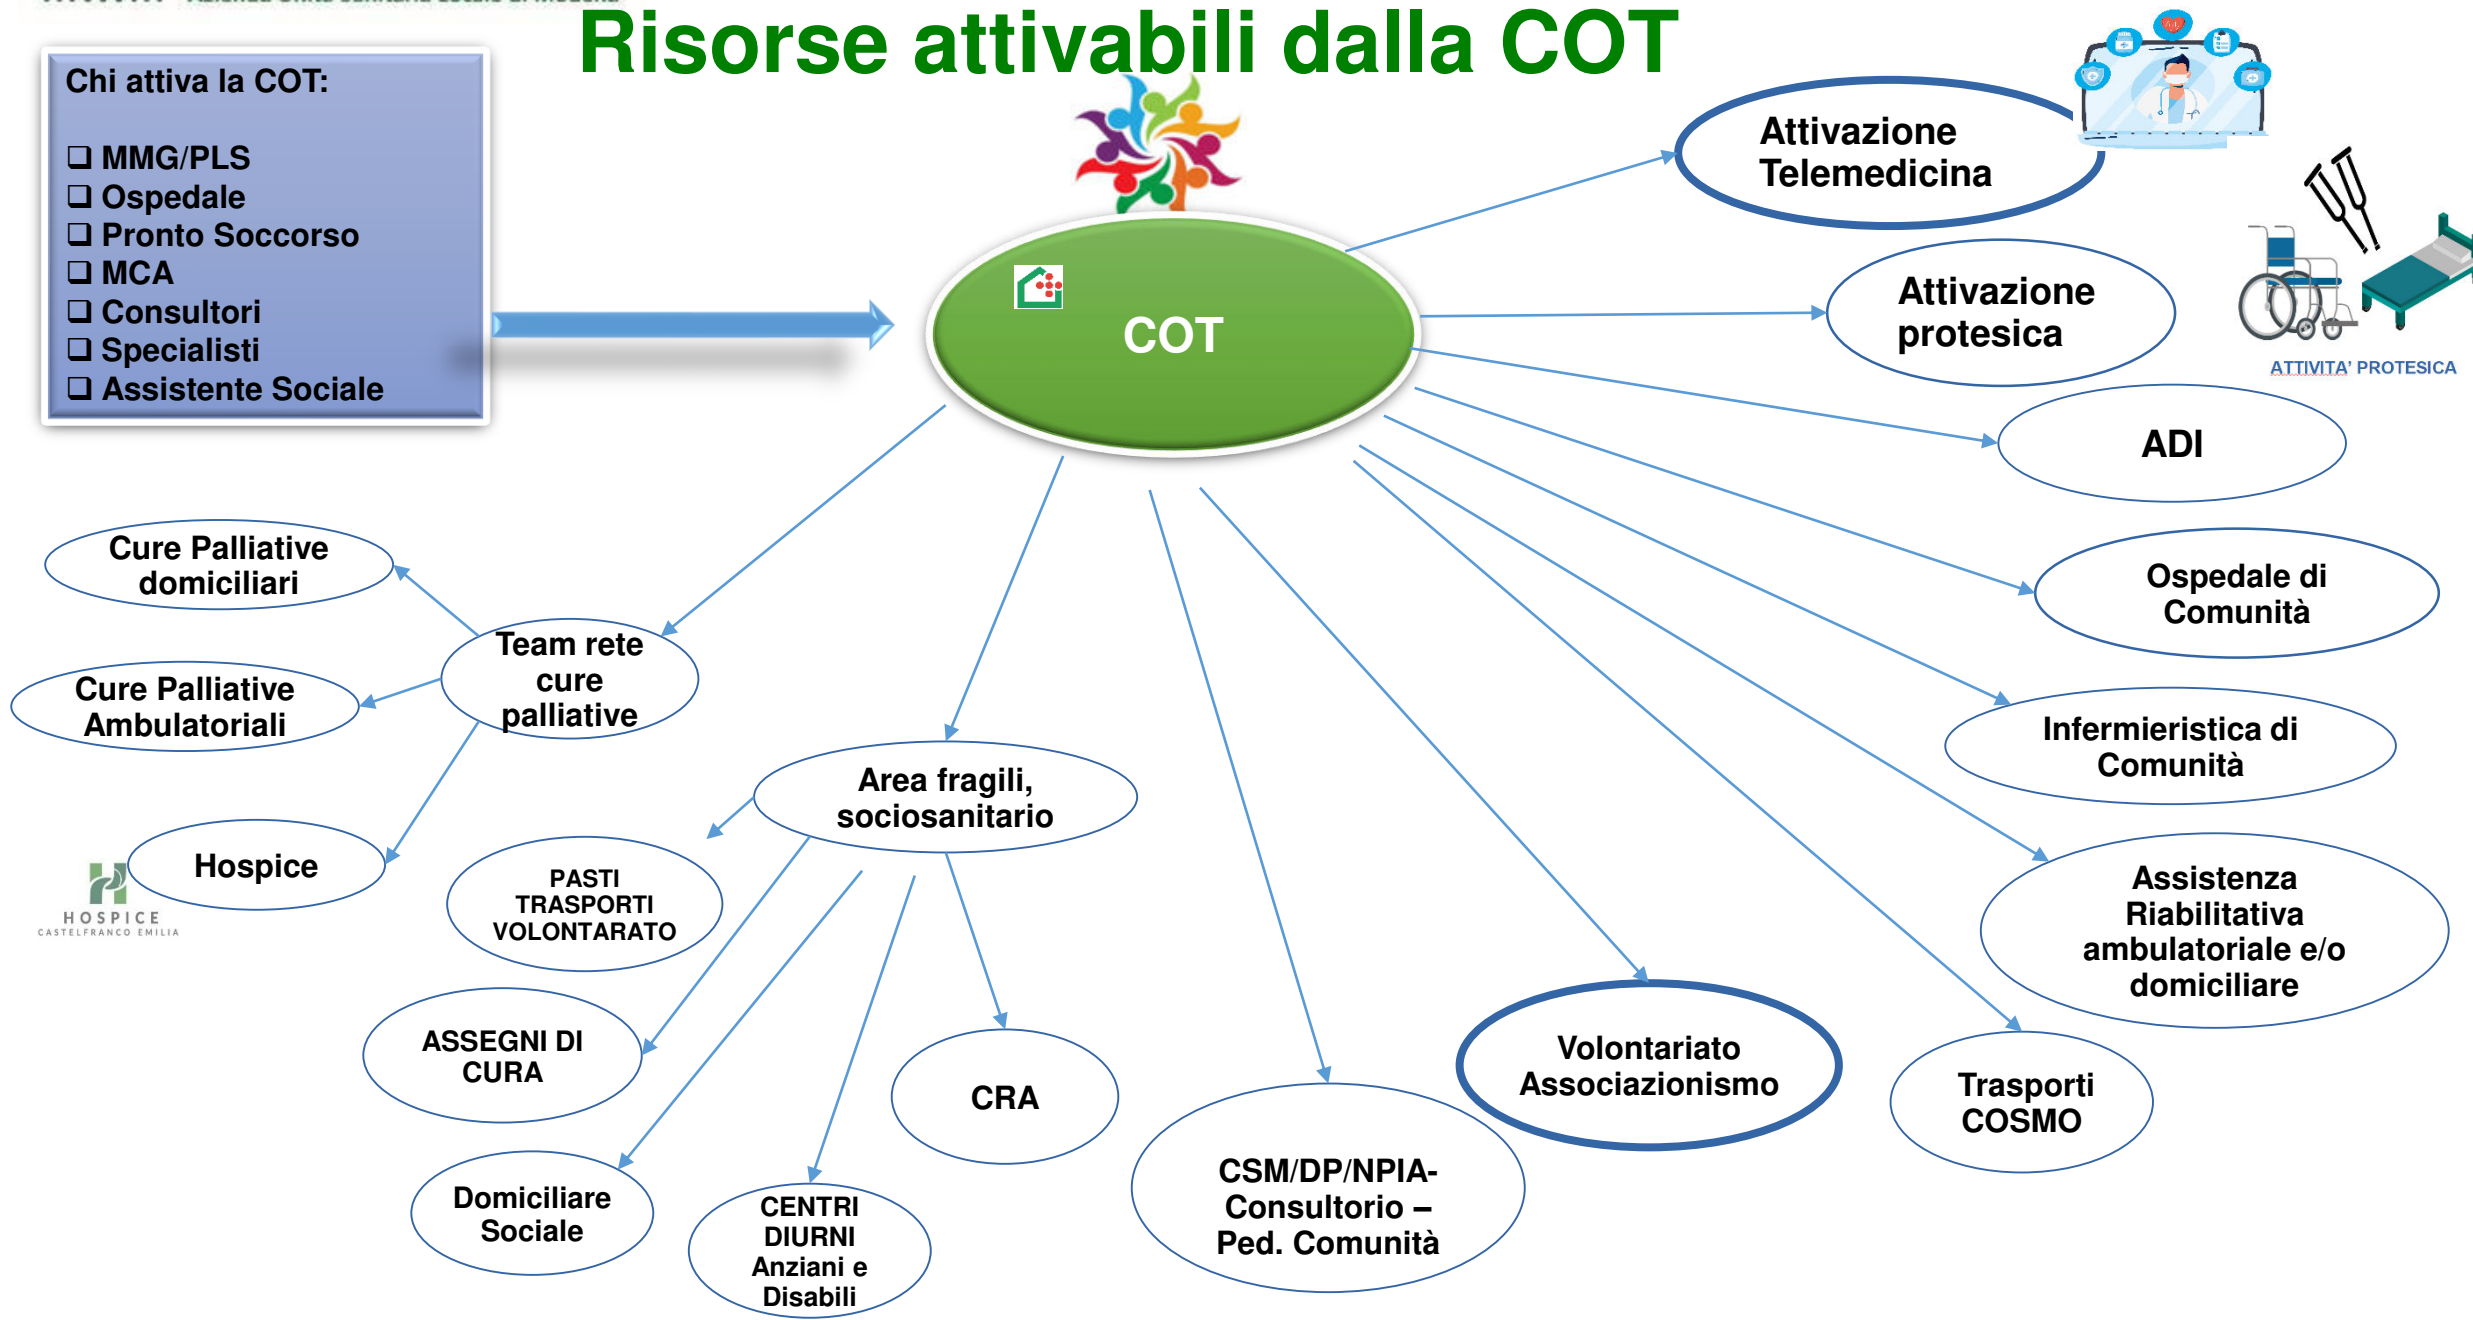 Risorse attivabili dalla COT
Chi attiva la COT:
❑ MMG/PLS
❑ Ospedale
❑ Pronto Soccorso
❑ MCA
❑ Consultori
❑ Specialisti
❑ Assistente Sociale
COT
Attivazione
Telemedicina
Attivazione
protesica
ATTIVITA' PROTESICA
ADI
Ospedale di
Comunità
Infermieristica di
Comunità
Assistenza
Riabilitativa
ambulatoriale e/o
domiciliare
Trasporti
COSMO
Volontariato
Associazionismo
CSM/DP/NPIA-
Consultorio –
Ped. Comunità
Cure Palliative
domiciliari
Team rete
cure
palliative
Cure Palliative
Ambulatoriali
Hospice
HOSPICE
CASTELFRANCO EMILIA
Area fragili,
sociosanitario
PASTI
TRASPORTI
VOLONTARATO
ASSEGNI DI
CURA
Domiciliare
Sociale
CENTRI
DIURNI
Anziani e
Disabili
CRA